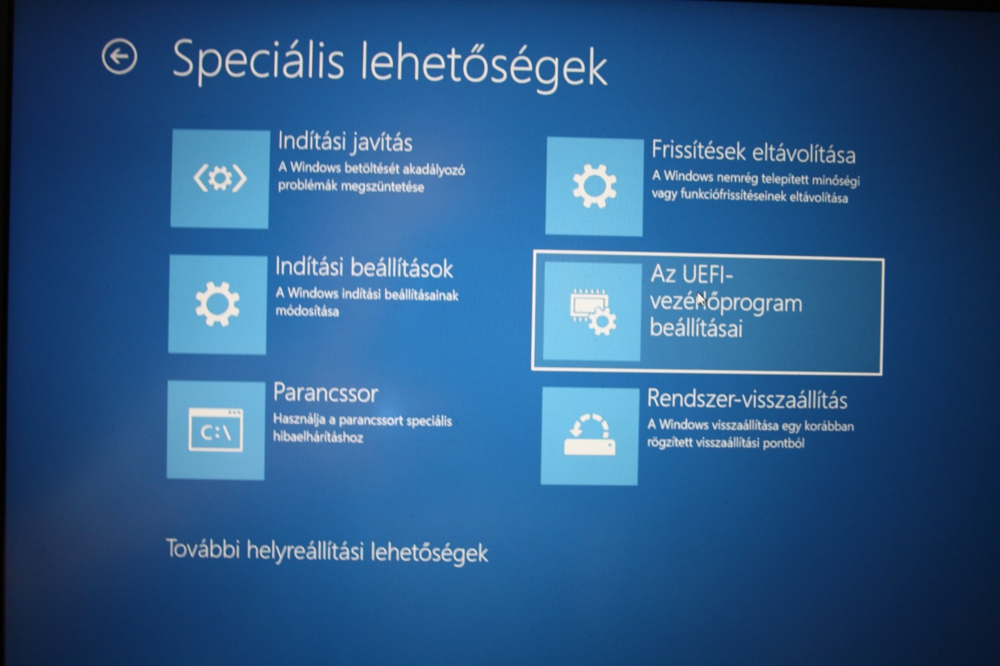 Speciális lehetőségek
Indítási javítás
A Windows betöltését akadályozó
problémák megszüntetése
Frissítések eltávolítása
A Windows nemrég telepített minőségi
vagy funkciófrissítéseinek eltávolítása
Indítási beállítások
A Windows indítási beállításainak
módosítása
Az UEFI-
vezérlőprogram
beállításai
Parancssor
Használja a parancssort speciális
hibaelhárításhoz
C:\
Rendszer-visszaállítás
A Windows visszaállítása egy korábban
rögzített visszaállítási pontból
További helyreállítási lehetőségek